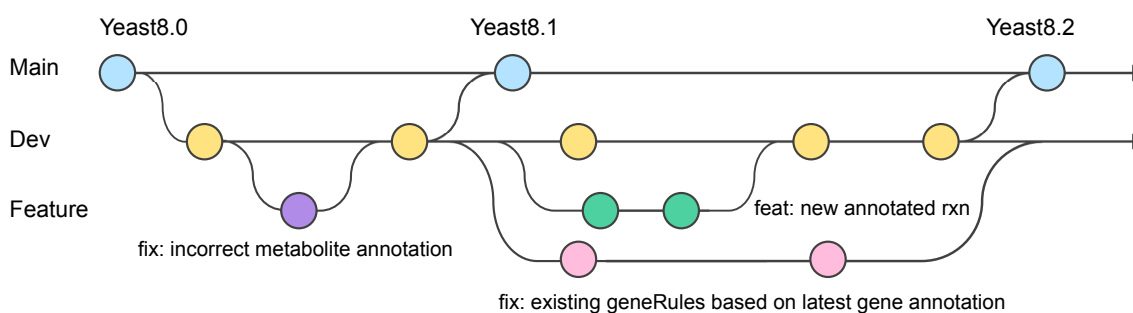 Yeast8.0 Yeast8.1 Yeast8.2
Main
Dev
Feature
feat: new annotated rxn
fix: incorrect metabolite annotation
fix: existing geneRules based on latest gene annotation